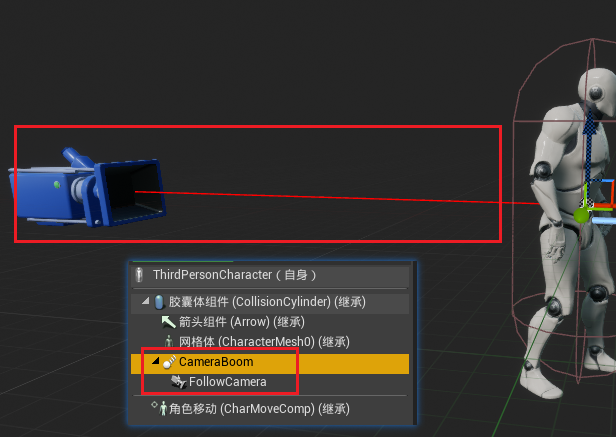 ThirdPersonCharacter（自身）
胶囊体组件 (CollisionCylinder) (继承)
箭头组件 (Arrow) (继承)
网格体 (CharacterMesh0) (继承)
CameraBoom
FollowCamera
角色移动 (CharMoveComp) (继承)